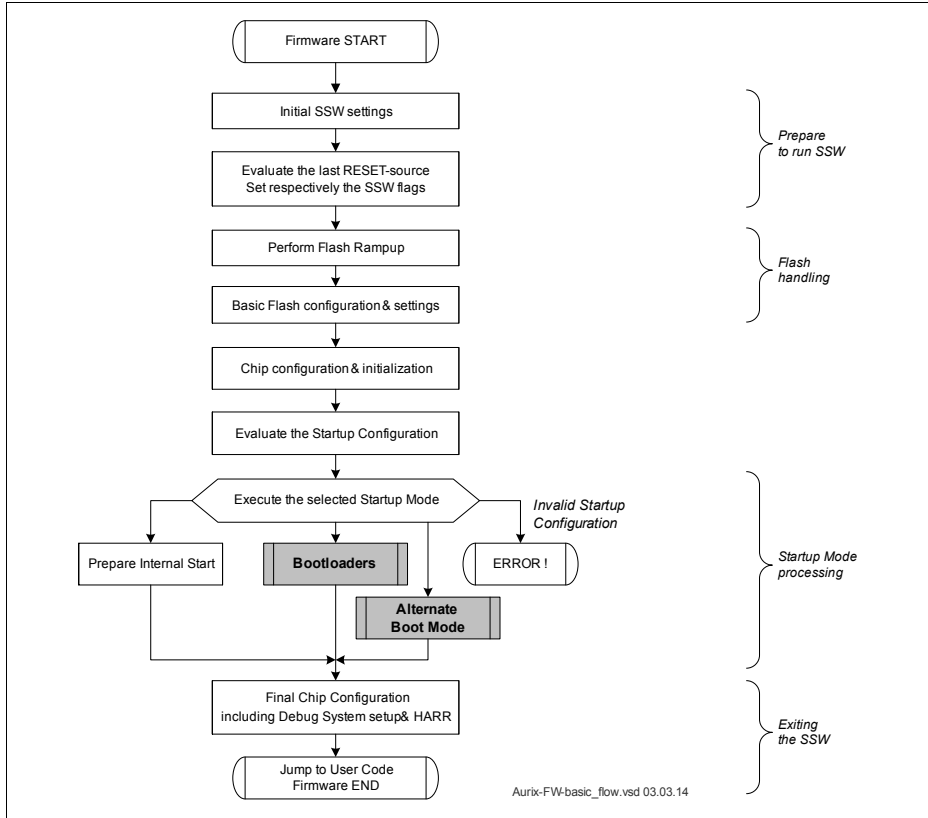 Firmware START
Initial SSW settings
Prepare
to run SSW
Evaluate the last RESET-source
Set respectively the SSW flags
Perform Flash Rampup
Flash
handling
Basic Flash configuration & settings
Chip configuration & initialization
Evaluate the Startup Configuration
Execute the selected Startup Mode
Invalid Startup
Configuration
Prepare Internal Start
Bootloaders
ERROR !
Startup Mode
processing
Alternate
Boot Mode
Final Chip Configuration
including Debug System setup& HARR
Exiting
the SSW
Jump to User Code
Firmware END
Aurix-FW-basic_flow.vsd 03.03.14